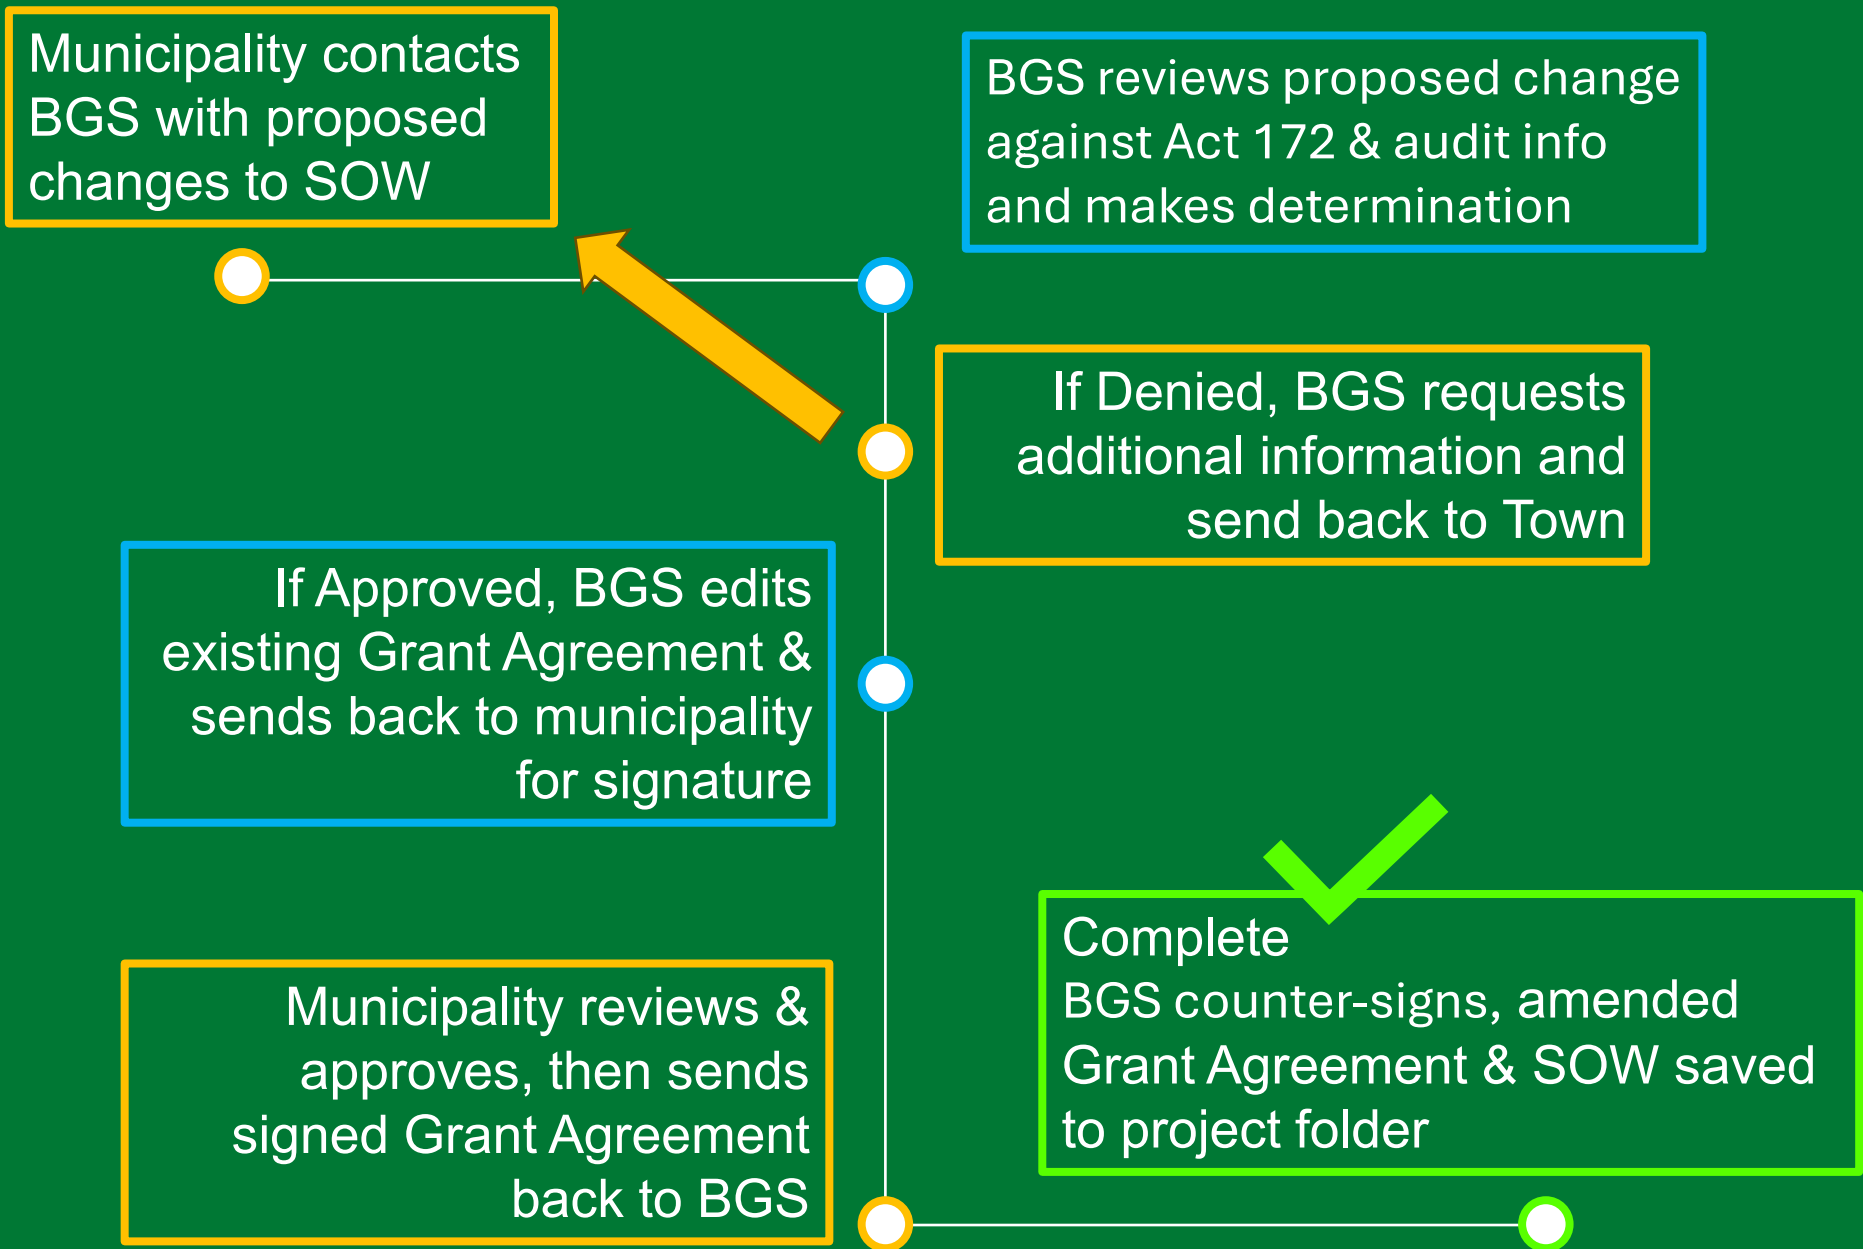 Municipality contacts
BGS with proposed
changes to SOW
BGS reviews proposed change
against Act 172 & audit info
and makes determination
If Denied, BGS requests
additional information and
send back to Town
If Approved, BGS edits
existing Grant Agreement &
sends back to municipality
for signature
Municipality reviews &
approves, then sends
signed Grant Agreement
back to BGS
Complete
BGS counter-signs, amended
Grant Agreement & SOW saved
to project folder